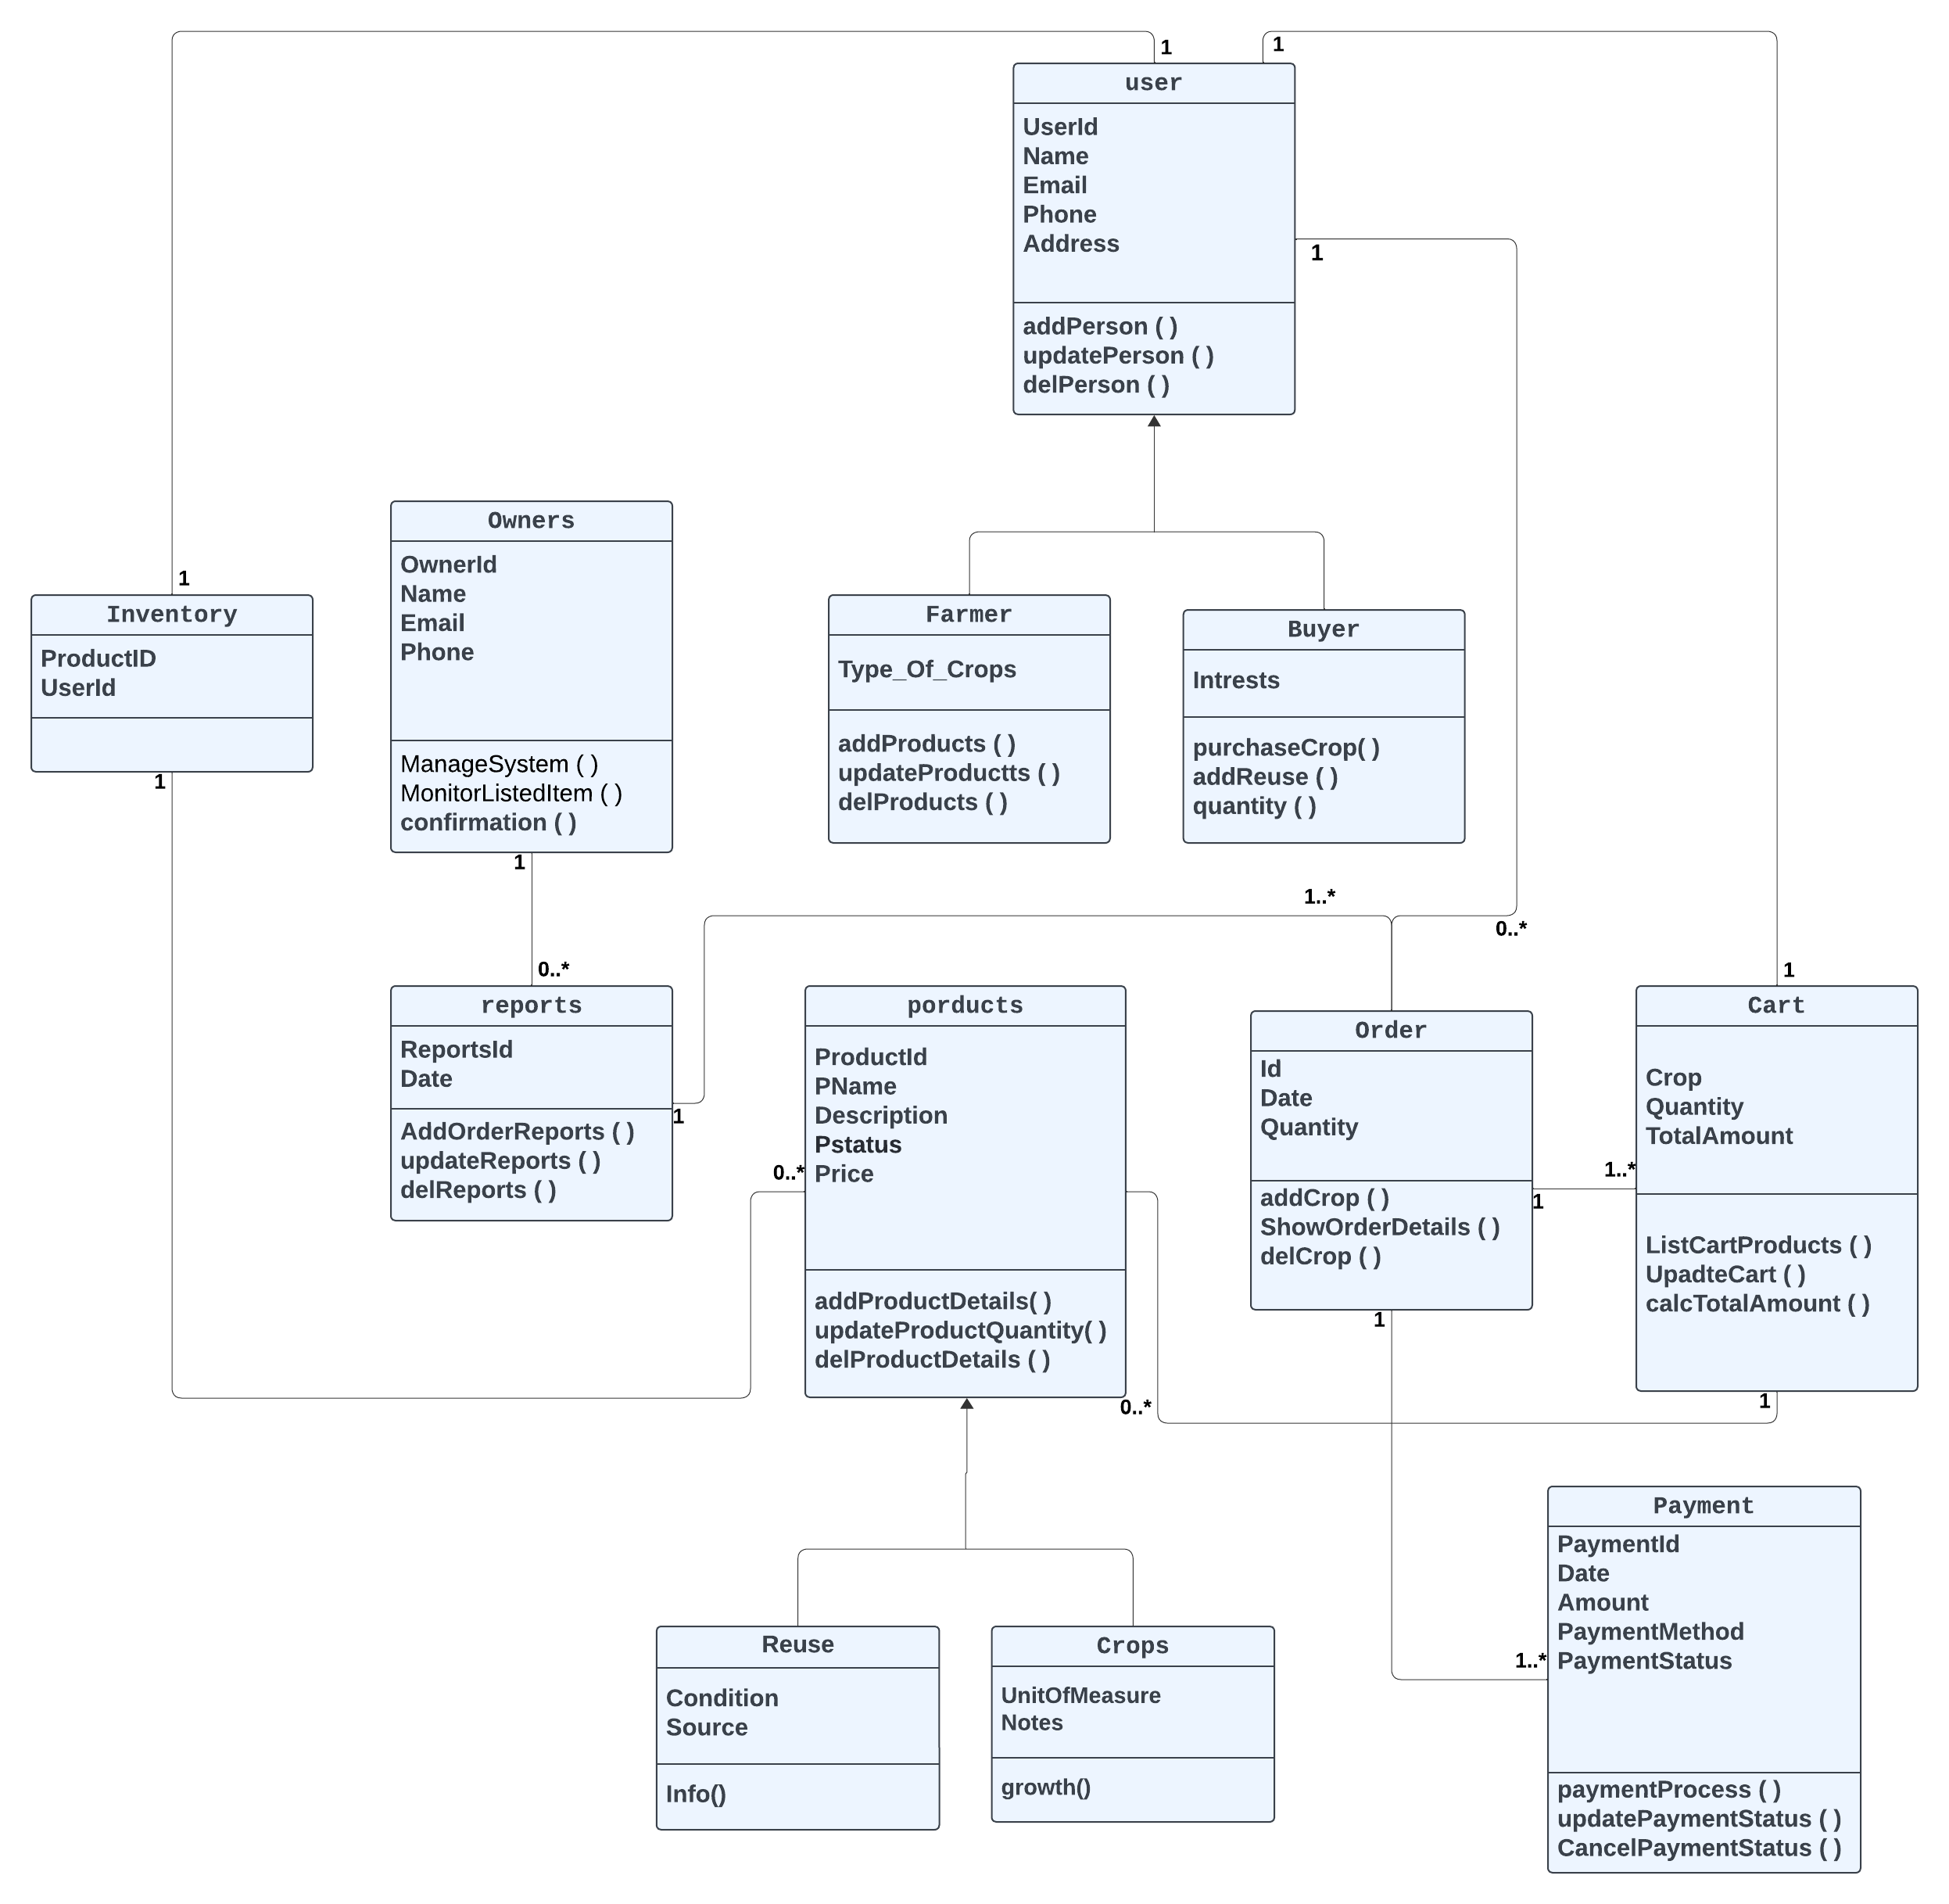 1
1
user
UserId
Name
Email
Phone
Address
1
addPerson ( )
updatePerson ( )
delPerson ( )
Owners
OwnerId
Name
Email
Phone
ManageSystem ( )
MonitorListedItem ( )
confirmation ( )
1
1
Inventory
ProductID
UserId
1
Farmer
Type_Of_Crops
addProducts ( )
updateProductts ( )
delProducts ( )
Buyer
Intrests
purchaseCrop( )
addReuse ( )
quantity ( )
1..*
0..*
0..*
reports
ReportsId
Date
AddOrderReports ( )
updateReports ( )
delReports ( )
1
porducts
ProductId
PName
Description
Pstatus
Price
0..*
addProductDetails( )
updateProductQuantity( )
delProductDetails ( )
0..*
Order
Id
Date
Quantity
addCrop ( )
ShowOrderDetails ( )
delCrop ( )
1
1
1..*
1
Cart
Crop
Quantity
TotalAmount
ListCartProducts ( )
UpadteCart ( )
calcTotalAmount ( )
1
Reuse
Condition
Source
Info()
Crops
UnitOfMeasure
Notes
growth()
Payment
PaymentId
Date
Amount
PaymentMethod
PaymentStatus
1..*
paymentProcess ( )
updatePaymentStatus ( )
CancelPaymentStatus ( )